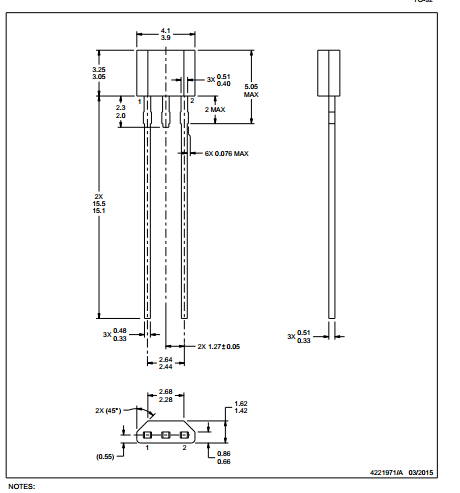 TO-92
4.1
3.9
3.25
3.05
1
2
3X 0.51
0.40
5.05
MAX
2.3
2.0
2 MAX
6X 0.076 MAX
2X
15.5
15.1
3X 0.48
0.33
2X 1.27±0.05
3X 0.51
0.33
2.64
2.44
2.68
2.28
2X (45°)
1.62
1.42
(0.55)
1
2
0.86
0.66
4221971/A 03/2015
NOTES: